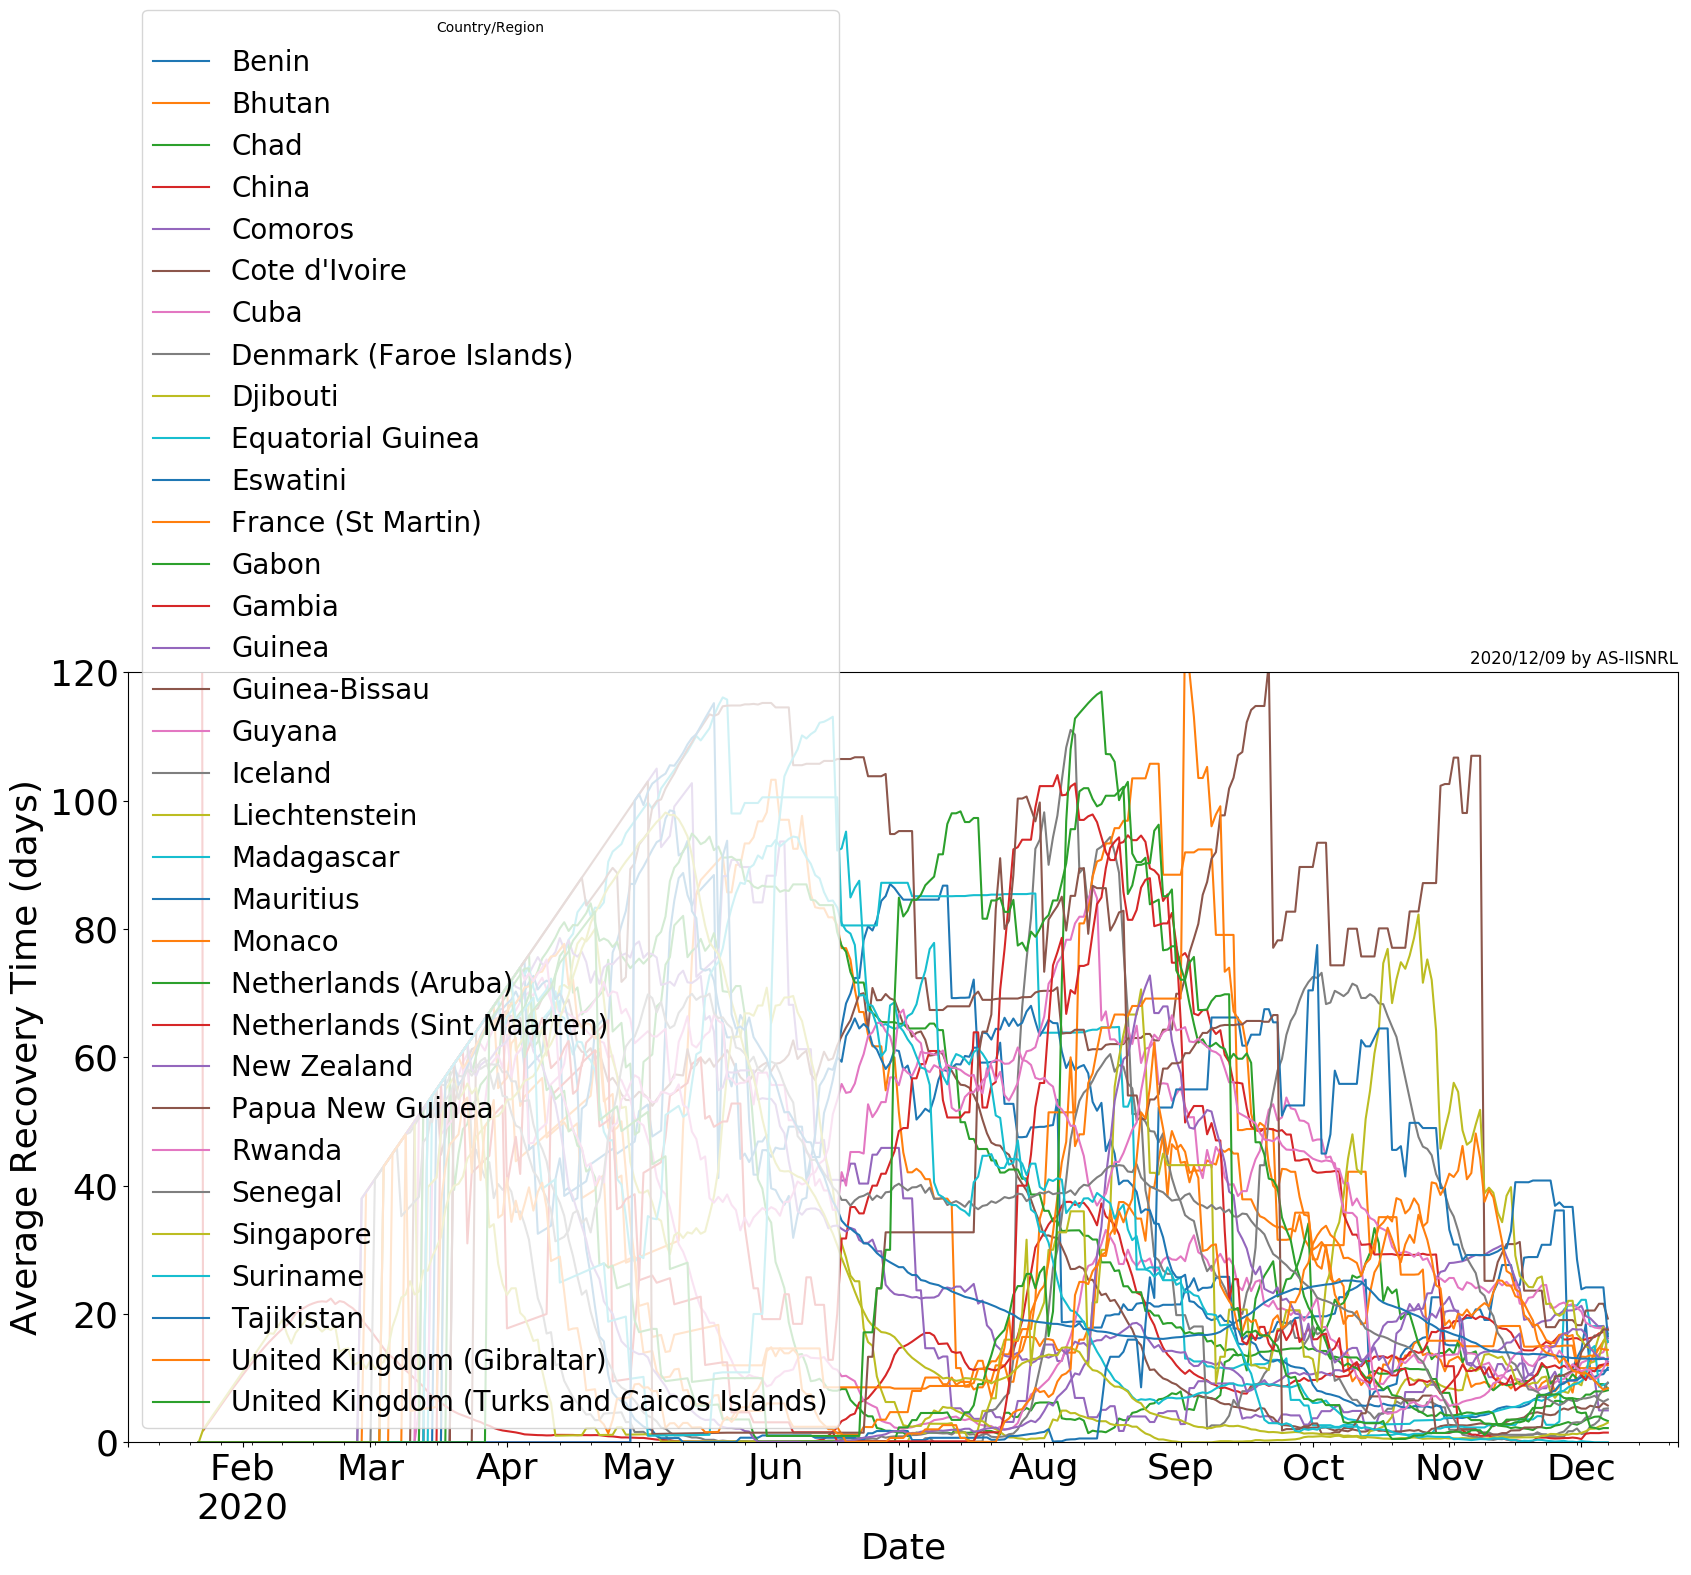 Country/Region
Benin
Bhutan
Chad
China
Comoros
Cote d'Ivoire
Cuba
Denmark (Faroe Islands)
Djibouti
Equatorial Guinea
Eswatini
France (St Martin)
Gabon
Gambia
Guinea
Guinea-Bissau
Guyana
Iceland
Liechtenstein
Madagascar
Mauritius
Monaco
Netherlands (Aruba)
Netherlands (Sint Maarten)
New Zealand
Papua New Guinea
Rwanda
Senegal
Singapore
Suriname
Tajikistan
United Kingdom (Gibraltar)
United Kingdom (Turks and Caicos Islands)
2020/12/09 by AS-IISNRL
Average Recovery Time (days)
120
100
80
60
40
20
0
Feb Mar Apr May Jun Jul Aug Sep Oct Nov Dec
2020
Date